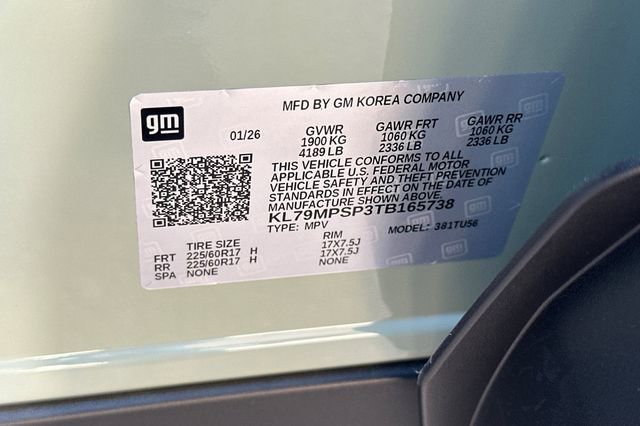 MFD BY GM KOREA COMPANY
gm
01/26
GVWR GAWR FRT GAWR RR
1900 KG 1060 KG 1060 KG
4189 LB 2336 LB 2336 LB
THIS VEHICLE CONFORMS TO ALL
APPLICABLE U.S. FEDERAL MOTOR
VEHICLE SAFETY AND THEFT PREVENTION
STANDARDS IN EFFECT ON THE DATE OF
MANUFACTURE SHOWN ABOVE.
KL79MPSP3TB165738
TYPE: MPV MODEL: 381TU56
TIRE SIZE RIM
FRT 225/60R17 H 17X7.5J
RR 225/60R17 H 17X7.5J
SPA NONE NONE